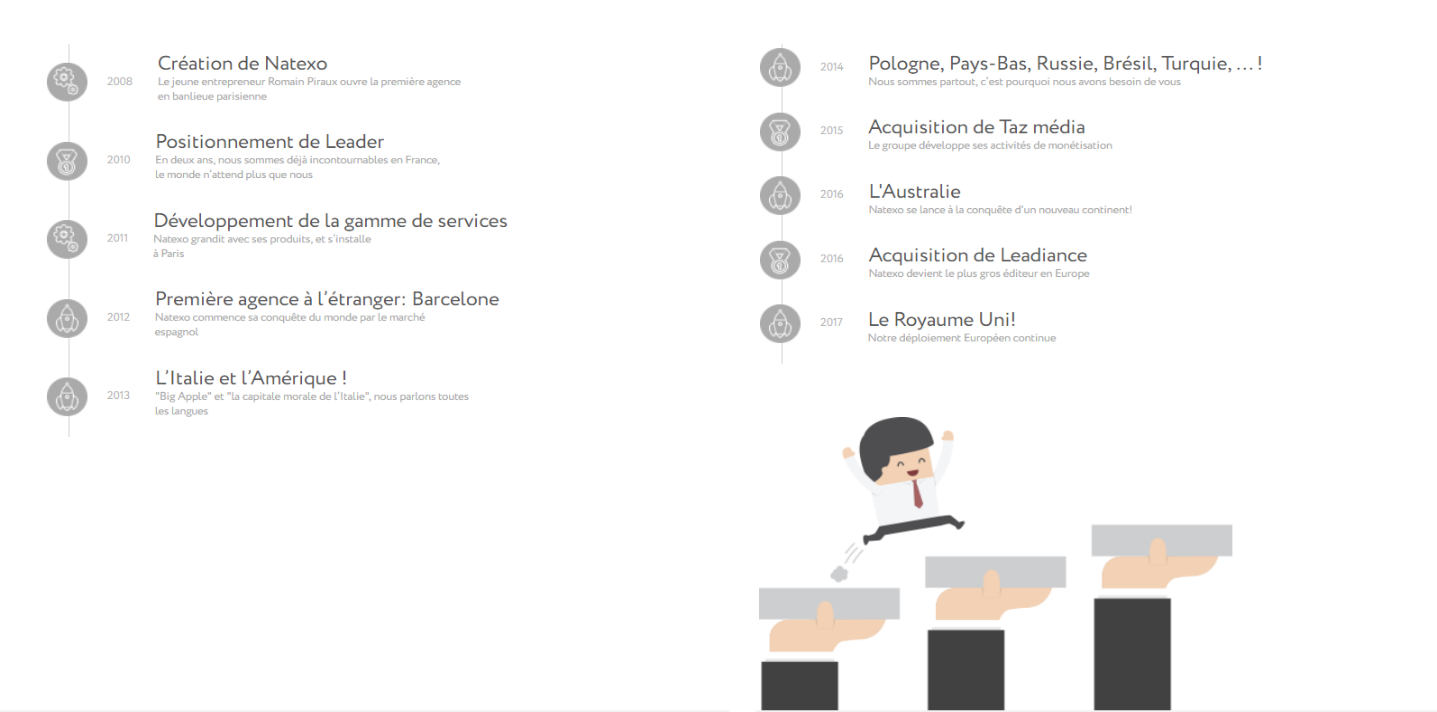 2008
Création de Natexo
Le jeune entrepreneur Romain Piraux ouvre la première agence
en banlieue parisienne
2010
Positionnement de Leader
En deux ans, nous sommes déjà incontournables en France,
le monde n'attend plus que nous
2011
Développement de la gamme de services
Natexo grandit avec ses produits, et s'installe
à Paris
2012
Première agence à l'étranger: Barcelone
Natexo commence sa conquête du monde par le marché
espagnol
2013
L'Italie et l'Amérique !
"Big Apple" et "la capitale morale de l'Italie", nous parlons toutes
les langues
2014
Pologne, Pays-Bas, Russie, Brésil, Turquie, ... !
Nous sommes partout, c'est pourquoi nous avons besoin de vous
2015
Acquisition de Taz média
Le groupe développe ses activités de monétisation
2016
L'Australie
Natexo se lance à la conquête d'un nouveau continent!
2016
Acquisition de Leadiance
Natexo devient le plus gros éditeur en Europe
2017
Le Royaume Uni!
Notre déploiement Européen continue